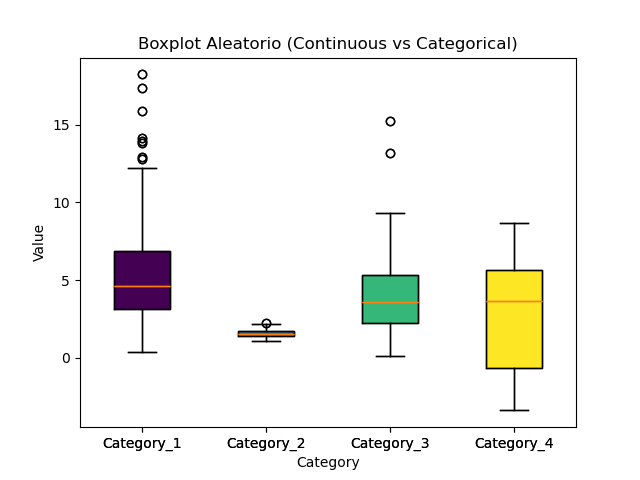 Boxplot Aleatorio (Continuous vs Categorical)
15
10
5
0
Value
Category_1 Category_2 Category_3 Category_4
Category